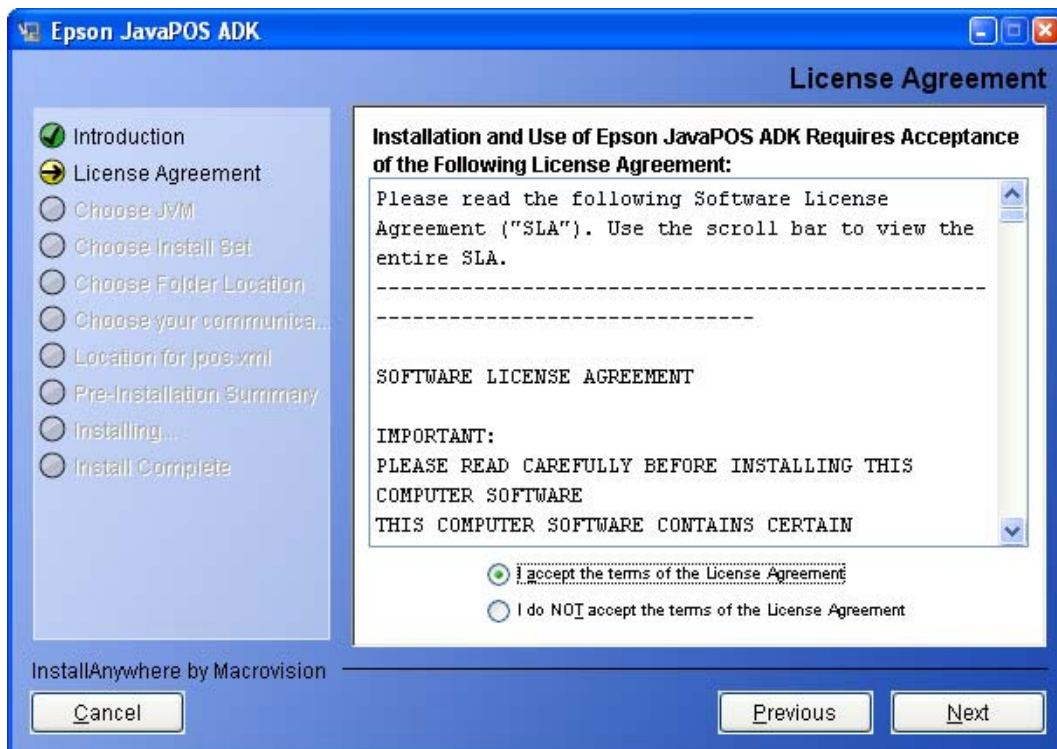 Epson JavaPOS ADK
License Agreement
Introduction
License Agreement
Choose JVM
Choose Install Set
Choose Folder Location
Choose your communica...
Location for jpos.xml
Pre-Installation Summary
Installing...
Install Complete
Installation and Use of Epson JavaPOS ADK Requires Acceptance
of the Following License Agreement:
Please read the following Software License
Agreement ("SLA"). Use the scroll bar to view the
entire SLA.
--------------------------------------------------
-------------------------------
SOFTWARE LICENSE AGREEMENT
IMPORTANT:
PLEASE READ CAREFULLY BEFORE INSTALLING THIS
COMPUTER SOFTWARE
THIS COMPUTER SOFTWARE CONTAINS CERTAIN
I accept the terms of the License Agreement
I do NOT accept the terms of the License Agreement
InstallAnywhere by Macrovision
Cancel
Previous
Next